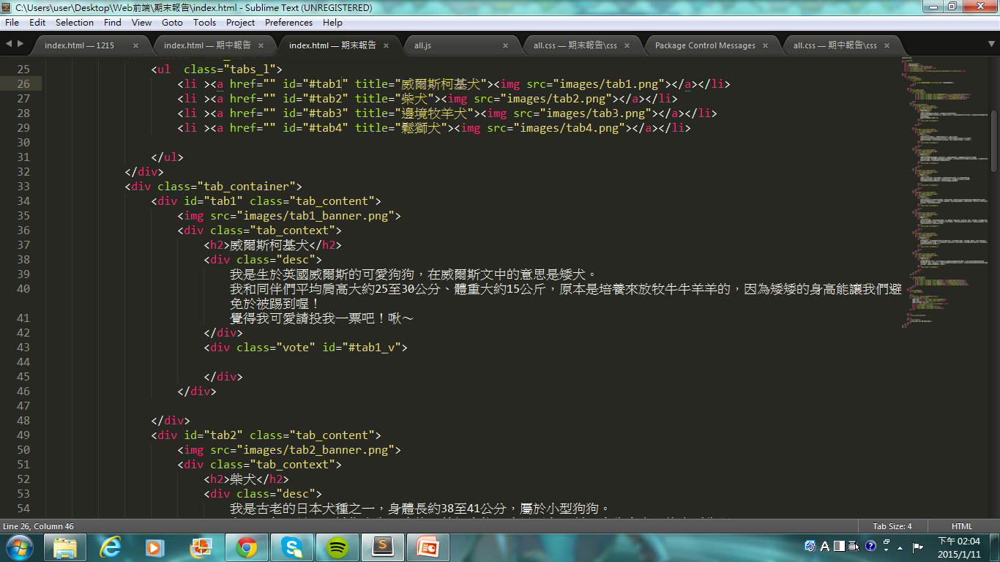 C:\Users\user\Desktop\Web前端\期末報告\index.html - Sublime Text (UNREGISTERED)
File Edit Selection Find View Goto Tools Project Preferences Help
index.html — 1215 × index.html — 期中報告 × index.html — 期末報告 × all.js × all.css — 期末報告\css × Package Control Messages × all.css — 期中報告\css ×
25 <ul  class="tabs_l">
26 <li ><a href="" id="#tab1" title="威爾斯柯基犬"><img src="images/tab1.png"></a></li>
27 <li ><a href="" id="#tab2" title="柴犬"><img src="images/tab2.png"></a></li>
28 <li ><a href="" id="#tab3" title="邊境牧羊犬"><img src="images/tab3.png"></a></li>
29 <li ><a href="" id="#tab4" title="鬆獅犬"><img src="images/tab4.png"></a></li>
30
31 </ul>
32 </div>
33 <div class="tab_container">
34 <div id="tab1" class="tab_content">
35 <img src="images/tab1_banner.png">
36 <div class="tab_context">
37 <h2>威爾斯柯基犬</h2>
38 <div class="desc">
39 我是生於英國威爾斯的可愛狗狗，在威爾斯文中的意思是矮犬。
40 我和同伴們平均肩高大約25至30公分、體重大約15公斤，原本是培養來放牧牛牛羊羊的，因為矮矮的身高能讓我們避
免於被踢到喔！
41 覺得我可愛請投我一票吧！啾～
42 </div>
43 <div class="vote" id="#tab1_v">
44
45 </div>
46 </div>
47
48 </div>
49 <div id="tab2" class="tab_content">
50 <img src="images/tab2_banner.png">
51 <div class="tab_context">
52 <h2>柴犬</h2>
53 <div class="desc">
54 我是古老的日本犬種之一，身體長約38至41公分，屬於小型狗狗。
Line 26, Column 46 Tab Size: 4 HTML
下午 02:04
2015/1/11